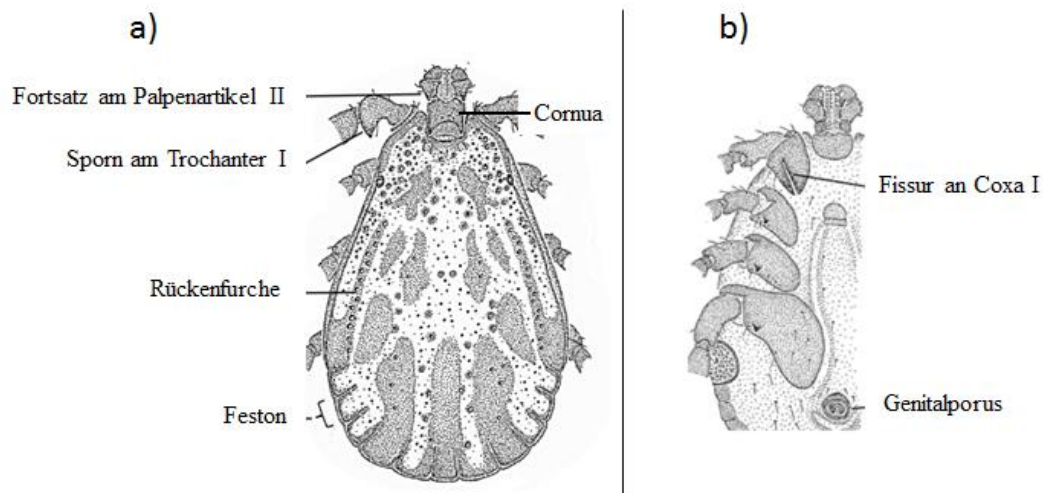 a)
Fortsatz am Palpenartikel II
Cornua
Sporn am Trochanter I
Rückenfurche
Feston
b)
Fissur an Coxa I
Genitalporus